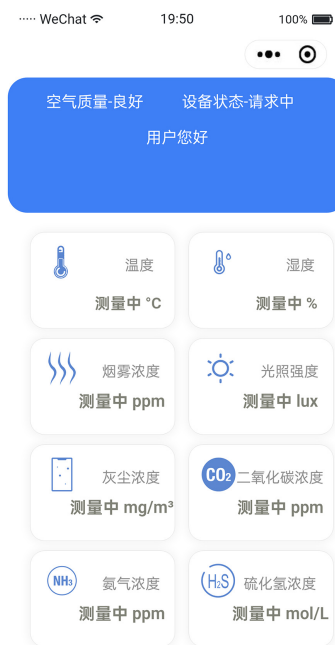 WeChat 19:50 100%
空气质量-良好 设备状态-请求中
用户您好
温度 湿度
测量中 °C 测量中 %
烟雾浓度 光照强度
测量中 ppm 测量中 lux
CO₂
灰尘浓度 二氧化碳浓度
测量中 mg/m³ 测量中 ppm
NH₃ H₂S
氨气浓度 硫化氢浓度
测量中 ppm 测量中 mol/L